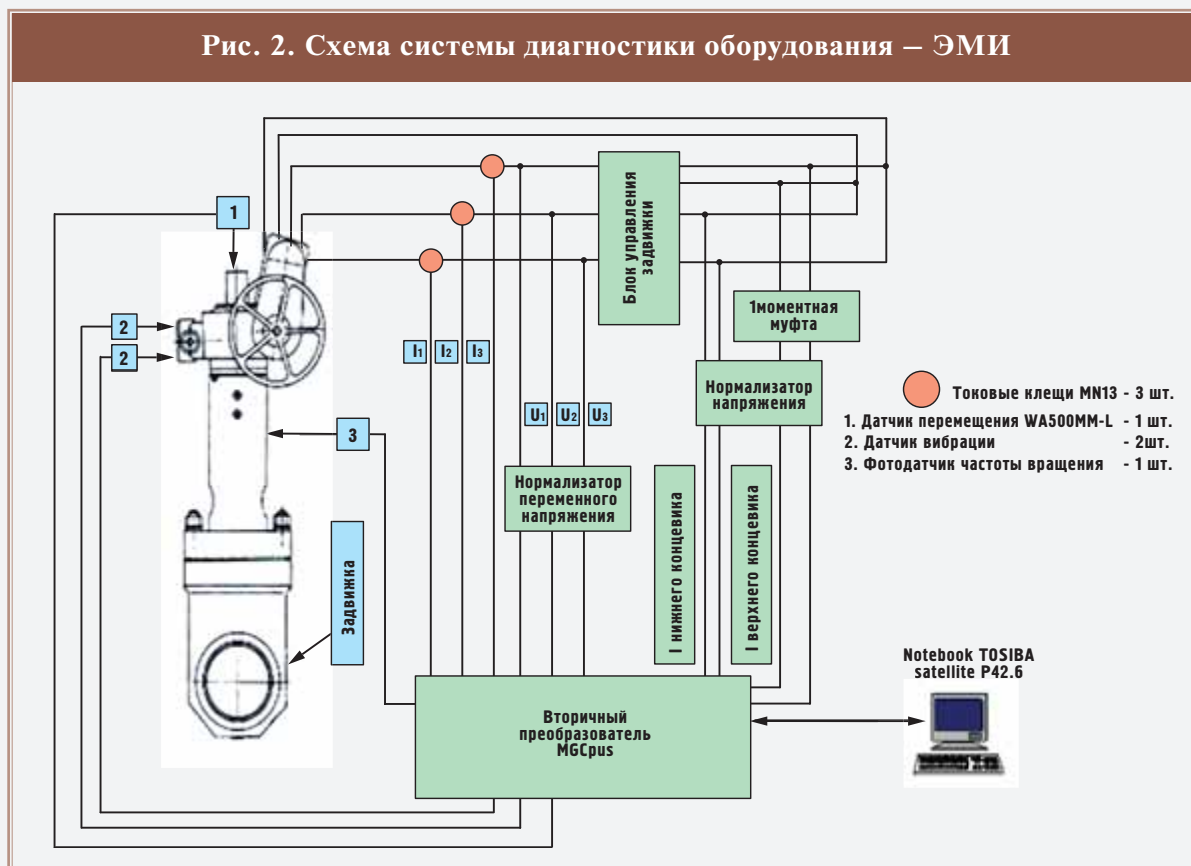 Рис. 2. Схема системы диагностики оборудования – ЭМИ
1
2
2
3
Задвижка
I1
I2
I3
U1
U2
U3
Нормализатор
переменного
напряжения
Блок управления
задвижки
1моментная
муфта
Нормализатор
напряжения
I нижнего концевика
I верхнего концевика
Токовые клещи MN13 - 3 шт.
1. Датчик перемещения WA500MM-L - 1 шт.
2. Датчик вибрации - 2шт.
3. Фотодатчик частоты вращения - 1 шт.
Notebook TOSIBA
satellite P42.6
Вторичный
преобразователь
MGCpus